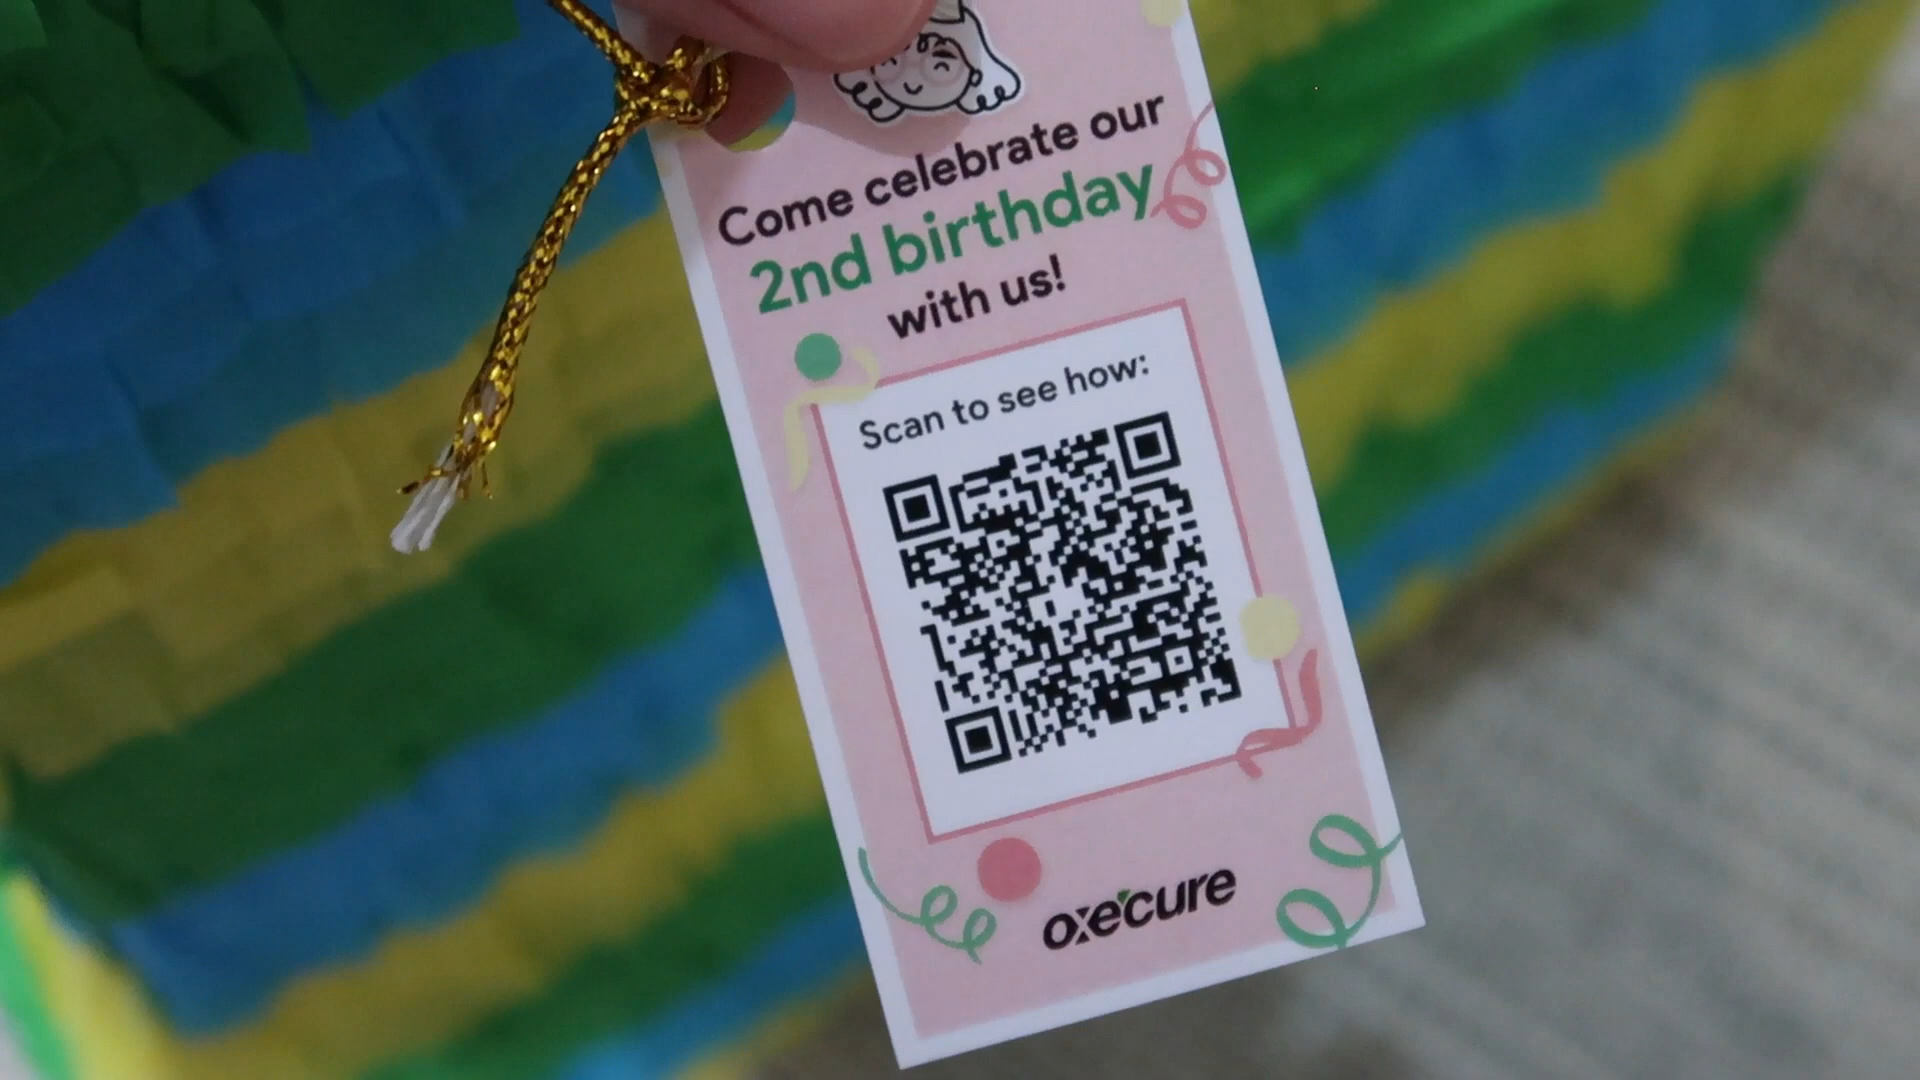 Come celebrate our
2nd birthday
with us!
Scan to see how:
oxecure